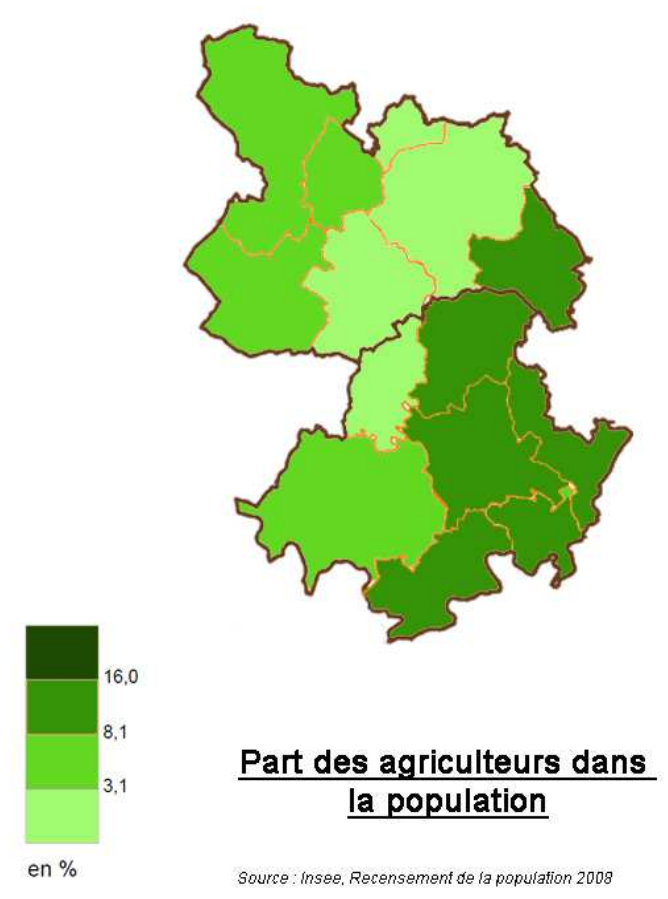 16,0
8,1
3,1
en %
Part des agriculteurs dans
la population
Source : Insee, Recensement de la population 2008